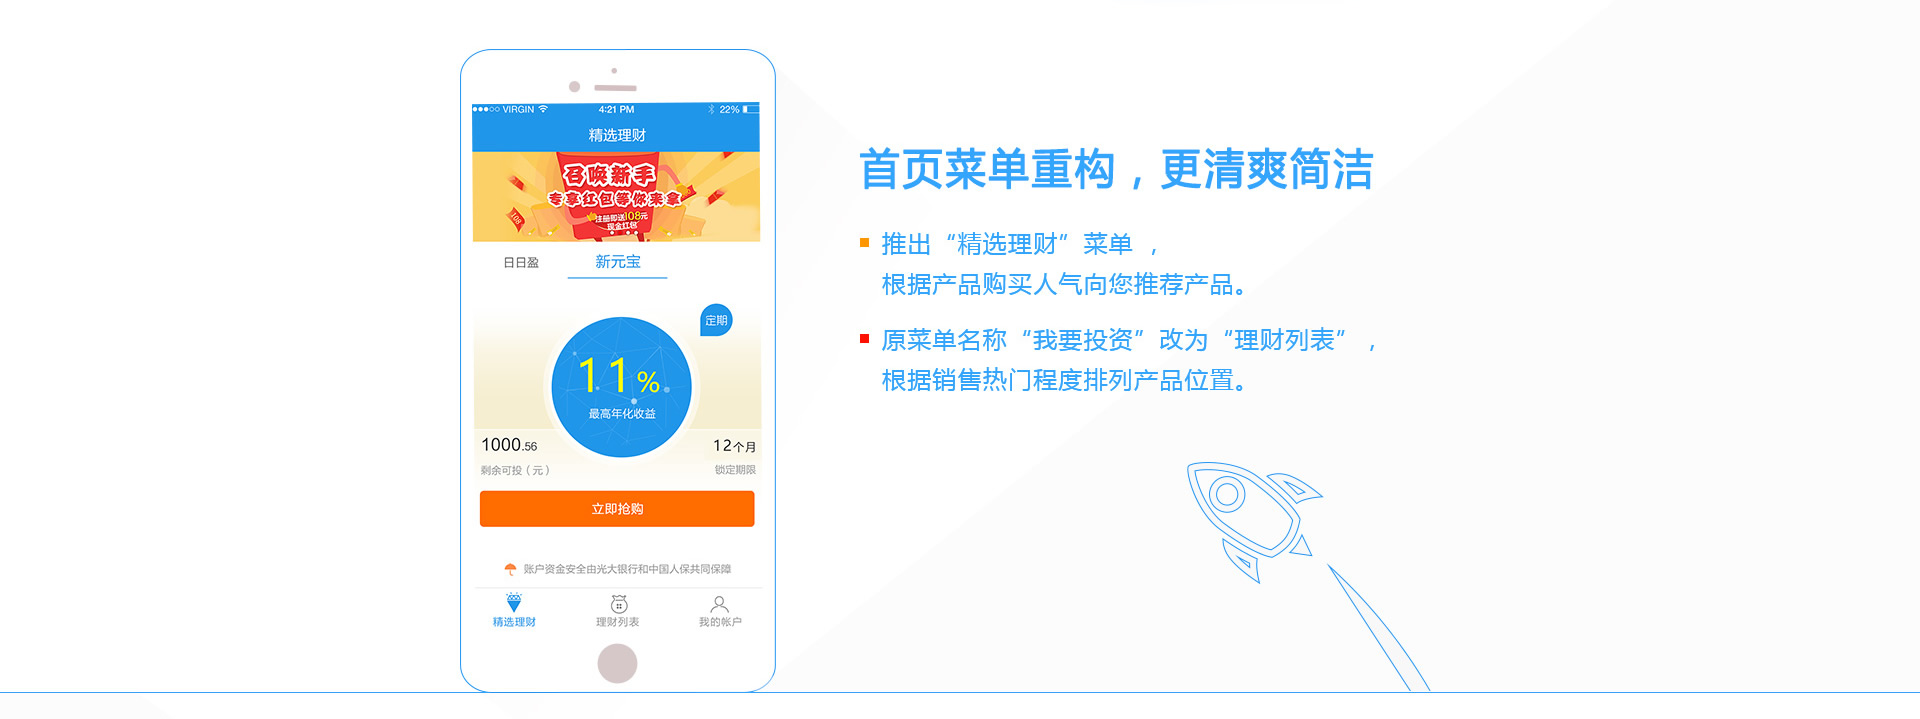 VIRGIN 4:21 PM 22%
精选理财
召唤新手
专享红包等你来拿
注册即送108元
现金红包
108
日日盈 新元宝
定期
11%
最高年化收益
1000.56 12个月
剩余可投（元） 锁定期限
立即抢购
账户资金安全由光大银行和中国人保共同保障
精选理财 理财列表 我的帐户
首页菜单重构，更清爽简洁
推出“精选理财”菜单，
根据产品购买人气向您推荐产品。
原菜单名称“我要投资”改为“理财列表”，
根据销售热门程度排列产品位置。